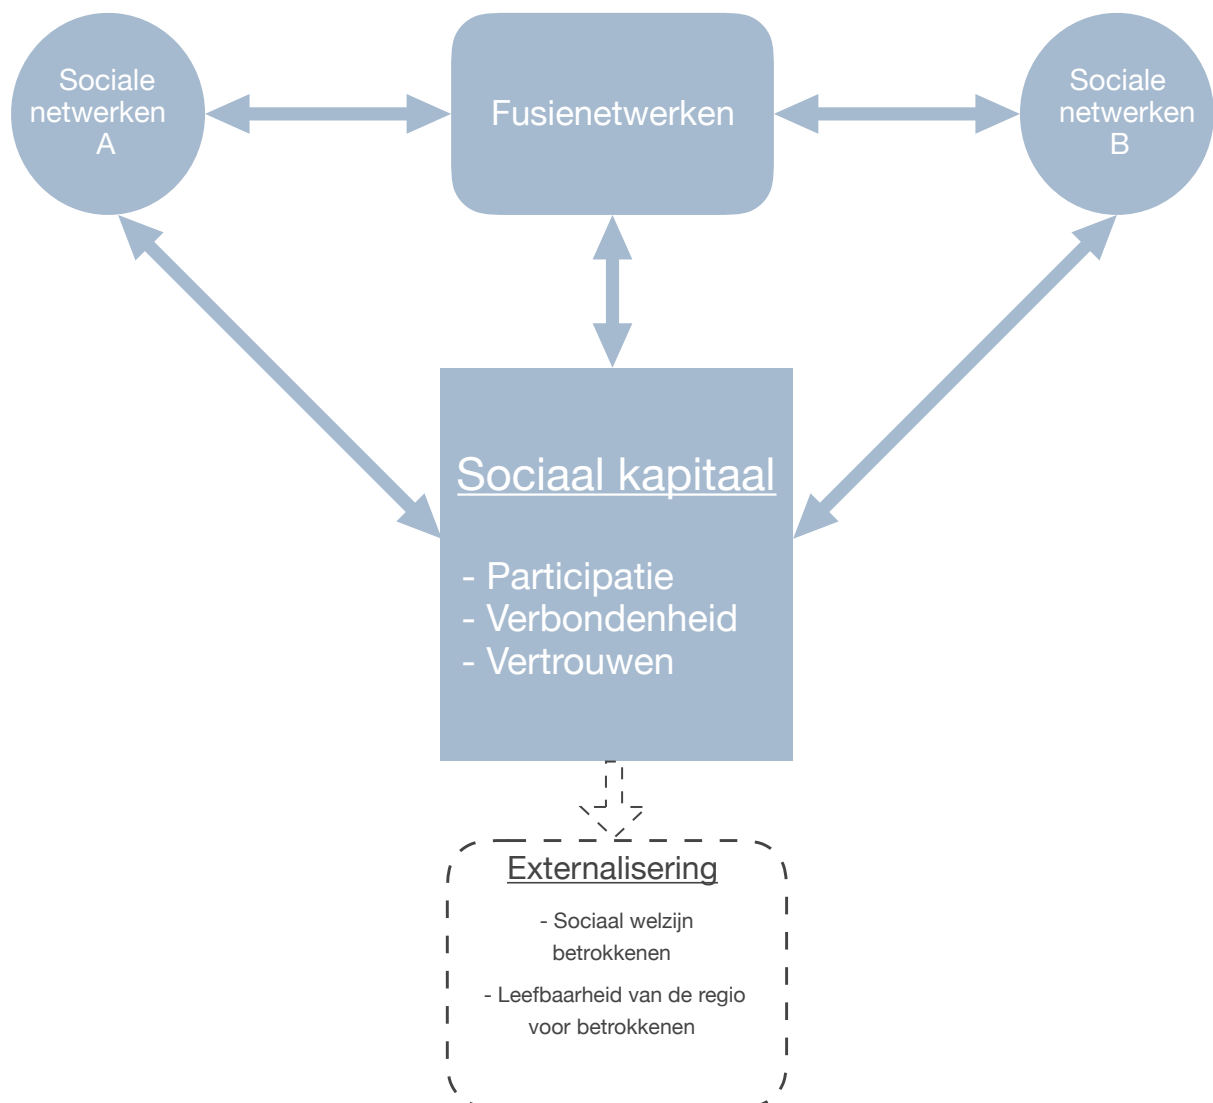 Sociale
netwerken
A
Fusienetwerken
Sociale
netwerken
B
Sociaal kapitaal
- Participatie
- Verbondenheid
- Vertrouwen
Externalisering
- Sociaal welzijn
betrokkenen
- Leefbaarheid van de regio
voor betrokkenen